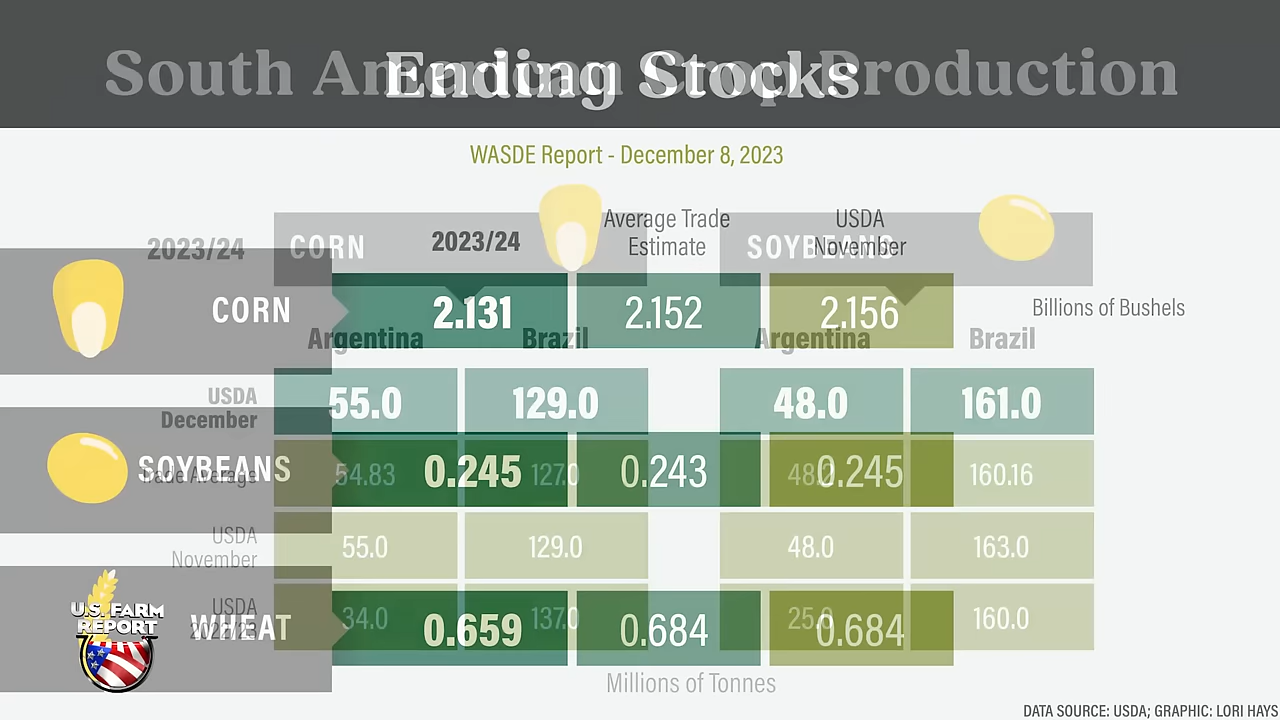 South American Crop Production
Ending Stocks
WASDE Report - December 8, 2023
2023/24
Average Trade
Estimate
USDA
November
CORN
2.131
2.152
2.156
Billions of Bushels
SOYBEANS
0.245
0.243
0.245
WHEAT
0.659
0.684
0.684
2023/24
CORN
SOYBEANS
Argentina
Brazil
Argentina
Brazil
USDA
December
55.0
129.0
48.0
161.0
Trade Average
54.83
127.0
160.16
USDA
November
55.0
129.0
48.0
163.0
USDA
34.0
137.0
25.0
160.0
Millions of Tonnes
U.S. FARM
REPORT
DATA SOURCE: USDA; GRAPHIC: LORI HAYS